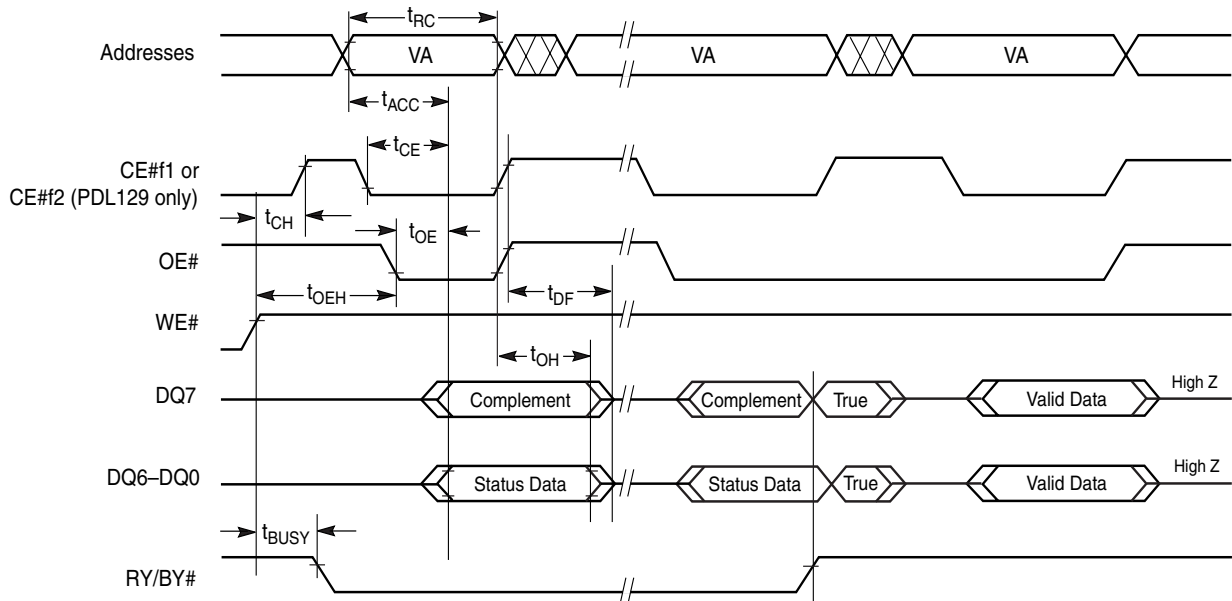 tRC
Addresses VA VA VA
tACC
tCE
CE#f1 or
CE#f2 (PDL129 only)
tCH tOE
OE#
tOEH tDF
WE#
tOH
DQ7 Complement Complement True Valid Data High Z
DQ6–DQ0 Status Data Status Data True Valid Data High Z
tBUSY
RY/BY#